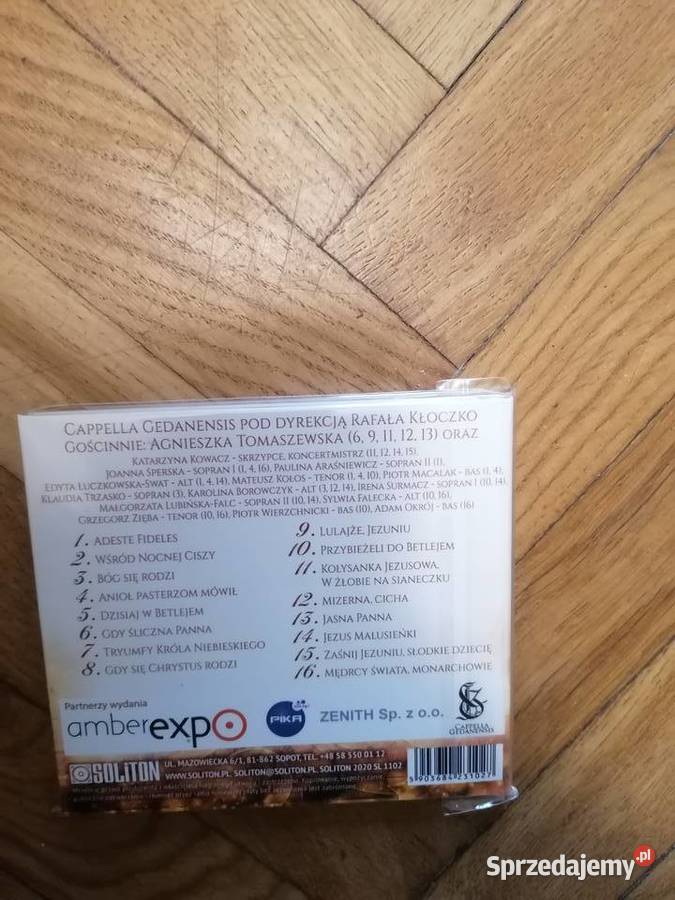 Cappella Gedanensis pod dyrekcją Rafała Kłoczko
Gościnnie: Agnieszka Tomaszewska (6, 9, 11, 12, 13) oraz
Katarzyna Kowacz - skrzypce, koncertmistrz (11, 12, 14, 15),
Joanna Sperska - sopran I (1, 4, 16), Paulina Araśniewicz - sopran II (1),
Edyta Łuczkowska-Swat - alt (1, 4, 14), Mateusz Kołos - tenor (1, 4, 10), Piotr Macalak - bas (1, 4),
Klaudia Trzasko - sopran (3), Karolina Borowczyk - alt (3, 12, 14), Irena Surmacz - sopran I (10, 14),
Małgorzata Lubińska-Falc - sopran II (10, 14), Sylwia Falecka - alt (10, 16),
Grzegorz Zięba - tenor (10, 16), Piotr Wierzchnicki - bas (10), Adam Okrój - bas (16)
1. Adeste Fideles
2. Wśród Nocnej Ciszy
3. Bóg się rodzi
4. Anioł pasterzom mówił
5. Dzisiaj w Betlejem
6. Gdy śliczna Panna
7. Tryumfy Króla Niebieskiego
8. Gdy się Chrystus rodzi
9. Lulajże, Jezuniu
10. Przybieżeli do Betlejem
11. Kołysanka Jezusowa,
W żłobie na sianeczku
12. Mizerna, cicha
13. Jasna Panna
14. Jezus malusieńki
15. Zaśnij Jezuniu, słodkie dziecię
16. Mędrcy świata, monarchowie
Partnerzy wydania
amberexpo
PIKA
ZENITH Sp. z o.o.
Cappella
Gedanensis
SOLITON
UL. MAZOWIECKA 6/1, 81-862 SOPOT, TEL. +48 58 550 01 12
WWW.SOLITON.PL, SOLITON@SOLITON.PL, SOLITON 2020 SL 1102
5903684231027
Sprzedajemy.pl